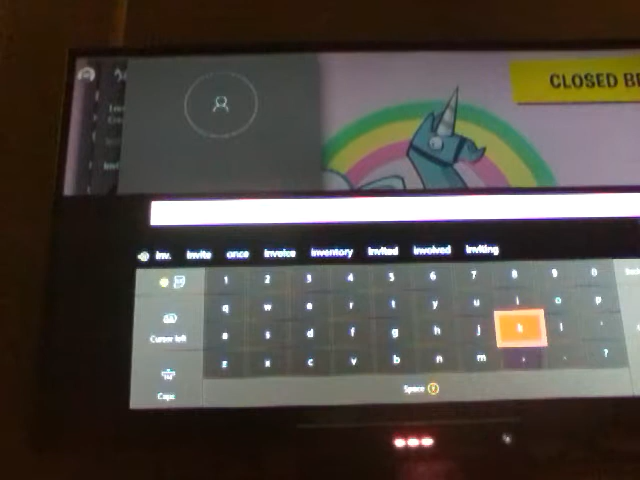 CLOSED BE
inv. invite once invoice inventory invited involved inviting
1 2 3 4 5 6 7 8 9 0
q w e r t y u i o p
Cursor left
a s d f g h j k l '
z x c v b n m , . ?
Caps
Space Y